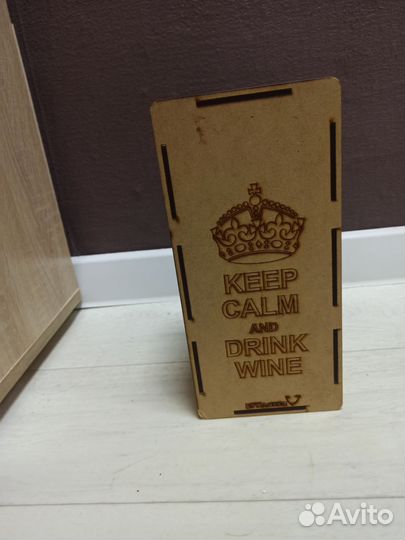 KEEP
CALM
AND
DRINK
WINE
Avito